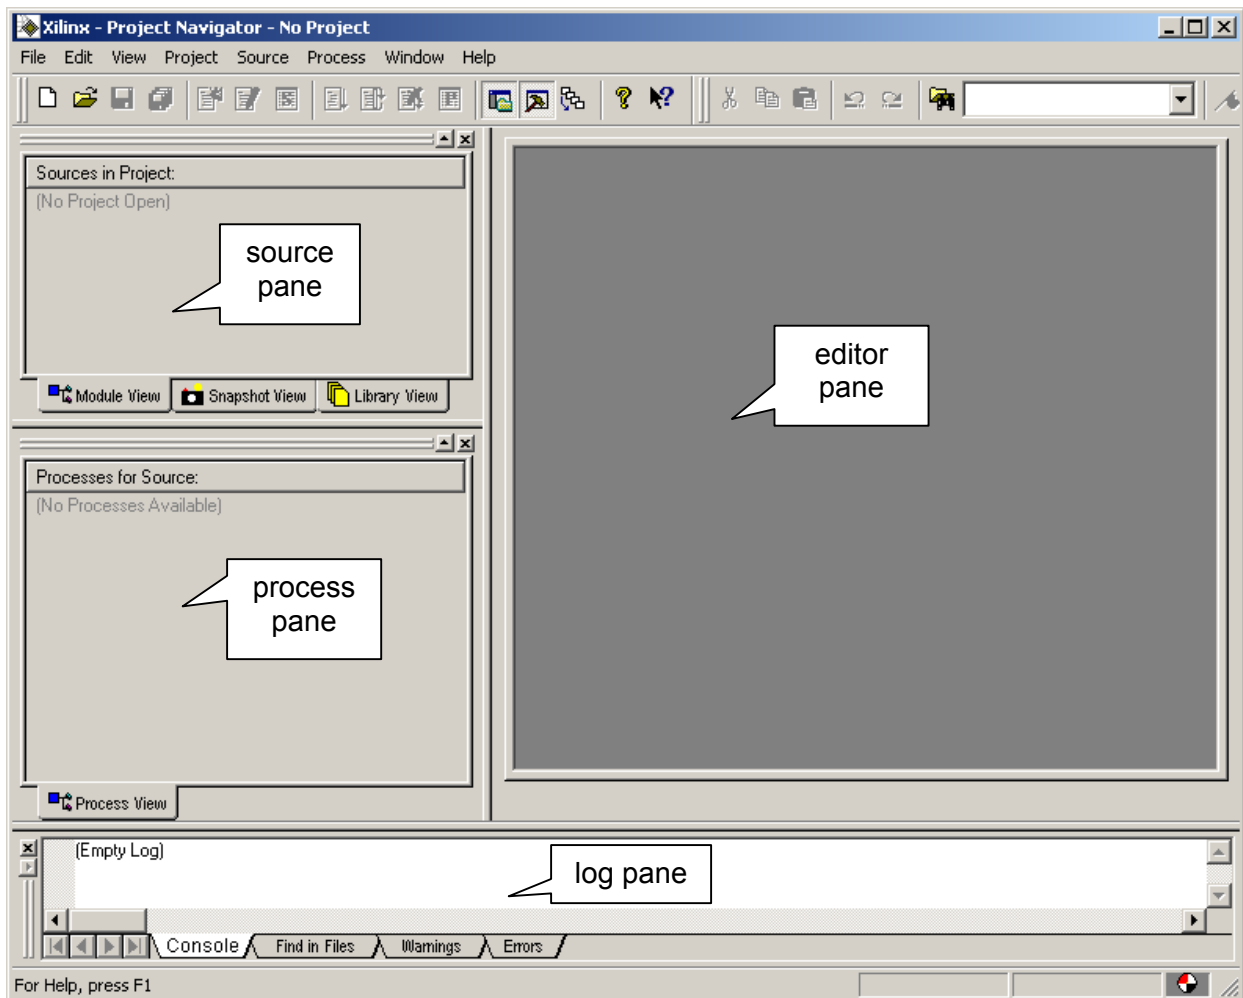 Xilinx - Project Navigator - No Project
File Edit View Project Source Process Window Help
Sources in Project:
(No Project Open)
source
pane
Module View Snapshot View Library View
editor
pane
Processes for Source:
(No Processes Available)
process
pane
Process View
(Empty Log)
log pane
Console Find in Files Warnings Errors
For Help, press F1